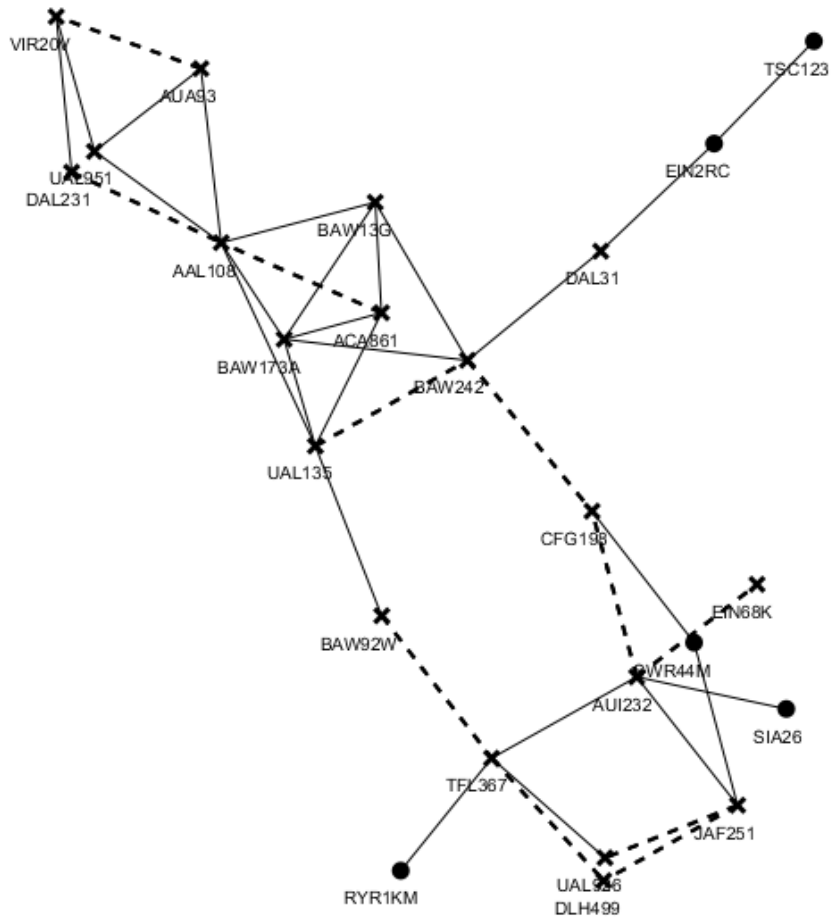 VIR20V
TSC123
AUA93
EIN2RC
UAL951
DAL231
BAW13G
AAL108
DAL31
ACA861
BAW173A
BAW242
UAL135
CFG198
EIN68K
BAW92W
SWR44M
AUI232
SIA26
TFL367
JAF251
UAL926
RYR1KM
DLH499